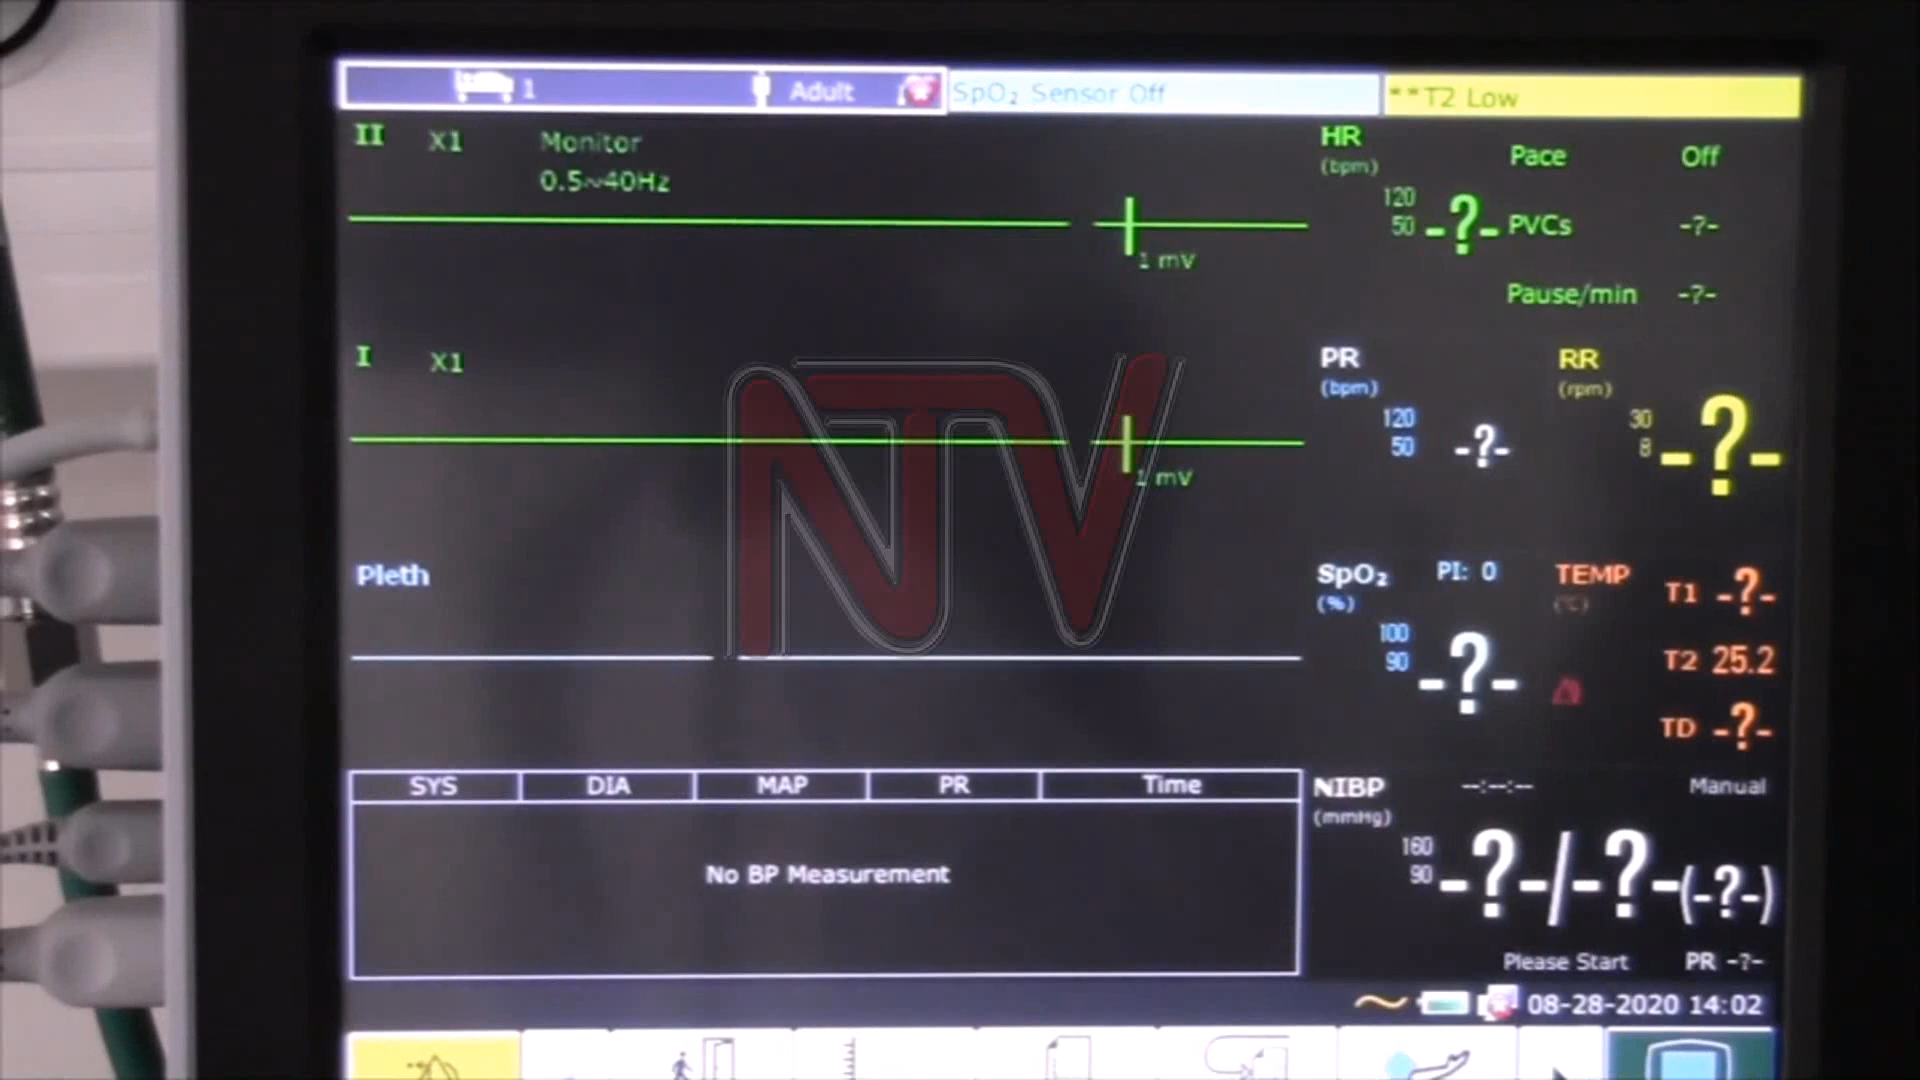 1 Adult SpO₂ Sensor Off **T2 Low
II X1 Monitor
0.5~40Hz
1 mV
HR
(bpm)
120
50 -?-
Pace Off
PVCs -?-
Pause/min -?-
I X1
1 mV
PR
(bpm)
120
50 -?-
RR
(rpm)
30
8 -?-
NTV
Pleth
SpO₂ PI: 0
(%)
100
90 -?-
TEMP
(°C)
T1 -?-
T2 25.2
TD -?-
SYS DIA MAP PR Time
No BP Measurement
NIBP --:--:-- Manual
(mmHg)
160
90 -?-/-?-(-?-)
Please Start PR -?-
08-28-2020 14:02